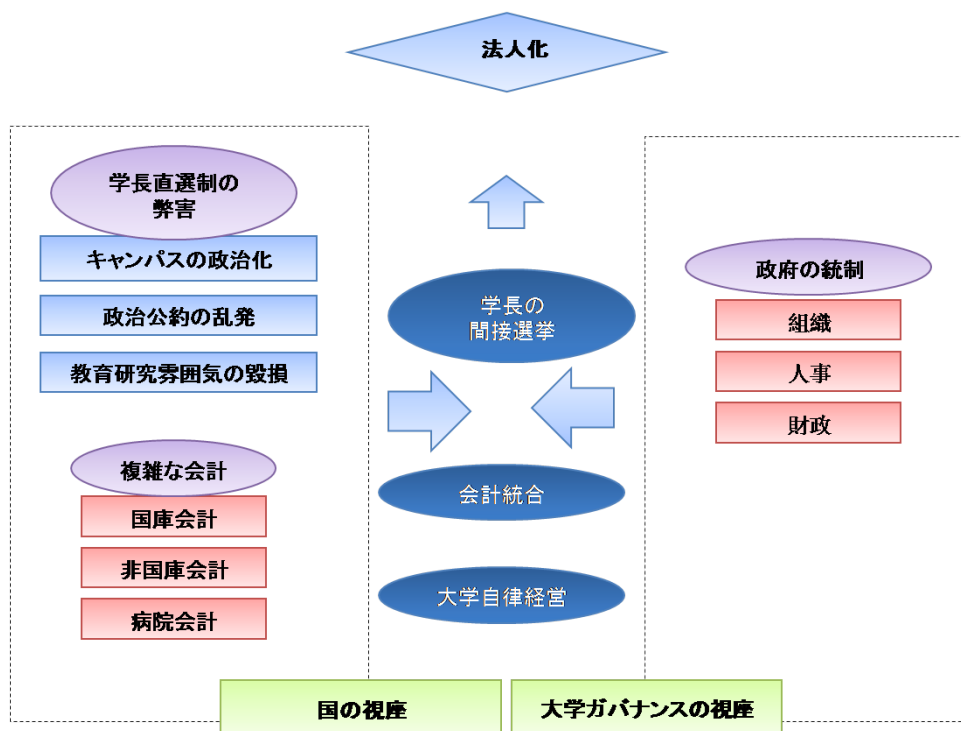 法人化
学長直選制の
弊害
キャンパスの政治化
政治公約の乱発
教育研究雰囲気の毀損
複雑な会計
国庫会計
非国庫会計
病院会計
学長の
間接選挙
会計統合
大学自律経営
政府の統制
組織
人事
財政
国の視座
大学ガバナンスの視座